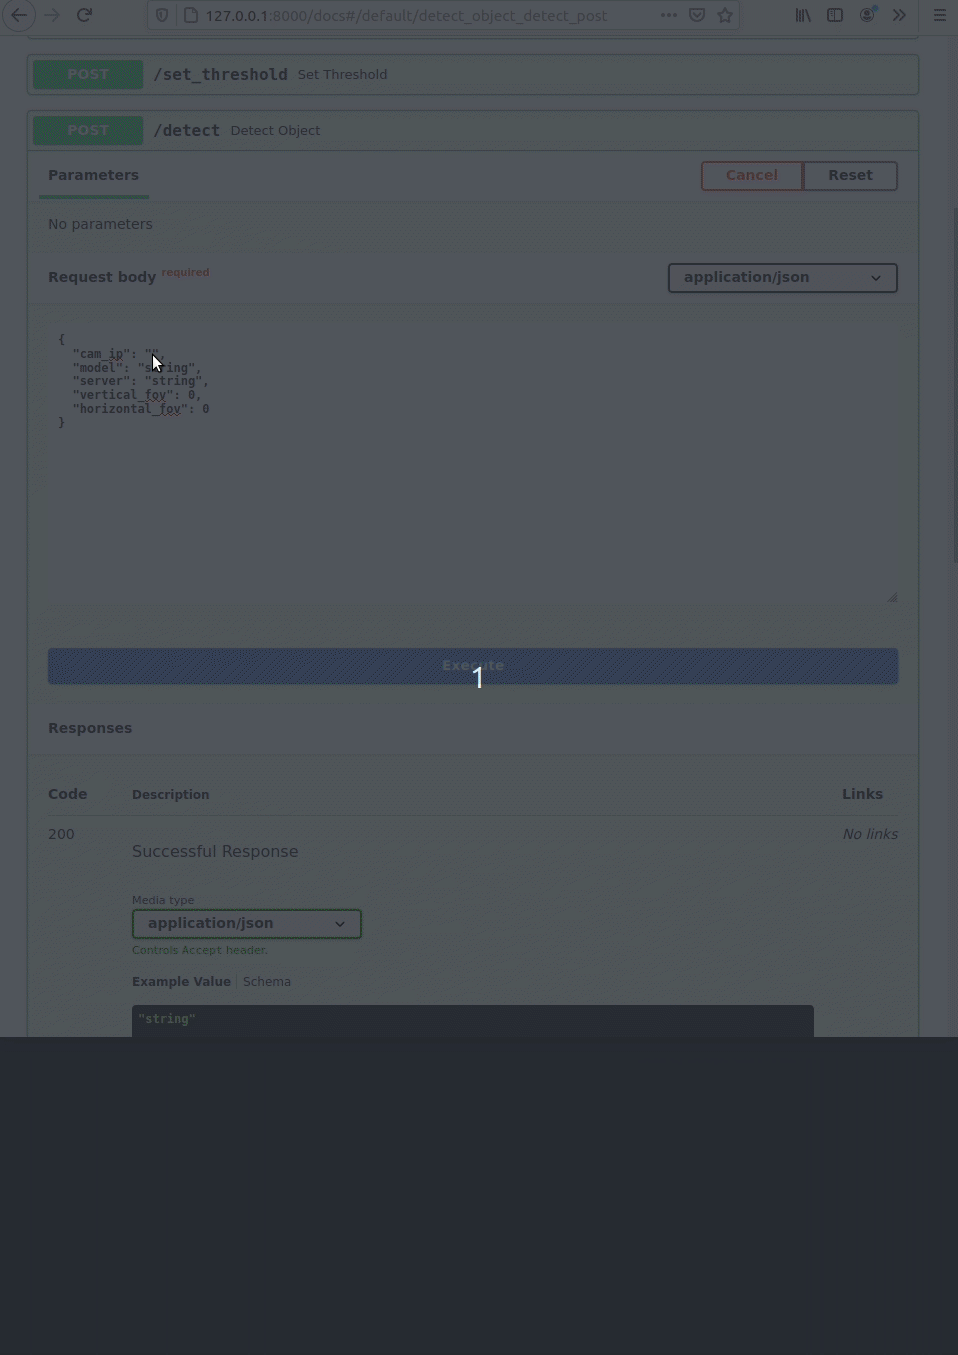 127.0.0.1:8000/docs#/default/detect_object_detect_post
POST /set_threshold Set Threshold
POST /detect Detect Object
Parameters Cancel Reset
No parameters
Request body required application/json
{
"cam_ip": "",
"model": "string",
"server": "string",
"vertical_fov": 0,
"horizontal_fov": 0
}
Execute
1
Responses
Code Description Links
200 No links
Successful Response
Media type
application/json
Controls Accept header.
Example Value Schema
"string"